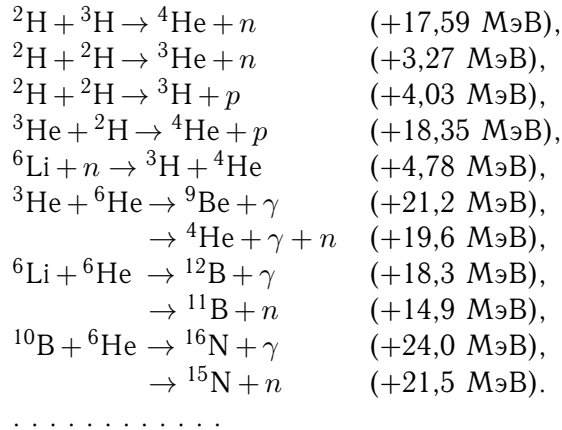 ²H + ³H → ⁴He + n (+17,59 МэВ),
²H + ²H → ³He + n (+3,27 МэВ),
²H + ²H → ³H + p (+4,03 МэВ),
³He + ²H → ⁴He + p (+18,35 МэВ),
⁶Li + n → ³H + ⁴He (+4,78 МэВ),
³He + ⁶He → ⁹Be + γ (+21,2 МэВ),
→ ⁴He + γ + n (+19,6 МэВ),
⁶Li + ⁶He → ¹²B + γ (+18,3 МэВ),
→ ¹¹B + n (+14,9 МэВ),
¹⁰B + ⁶He → ¹⁶N + γ (+24,0 МэВ),
→ ¹⁵N + n (+21,5 МэВ).
. . . . . . . . . . . .